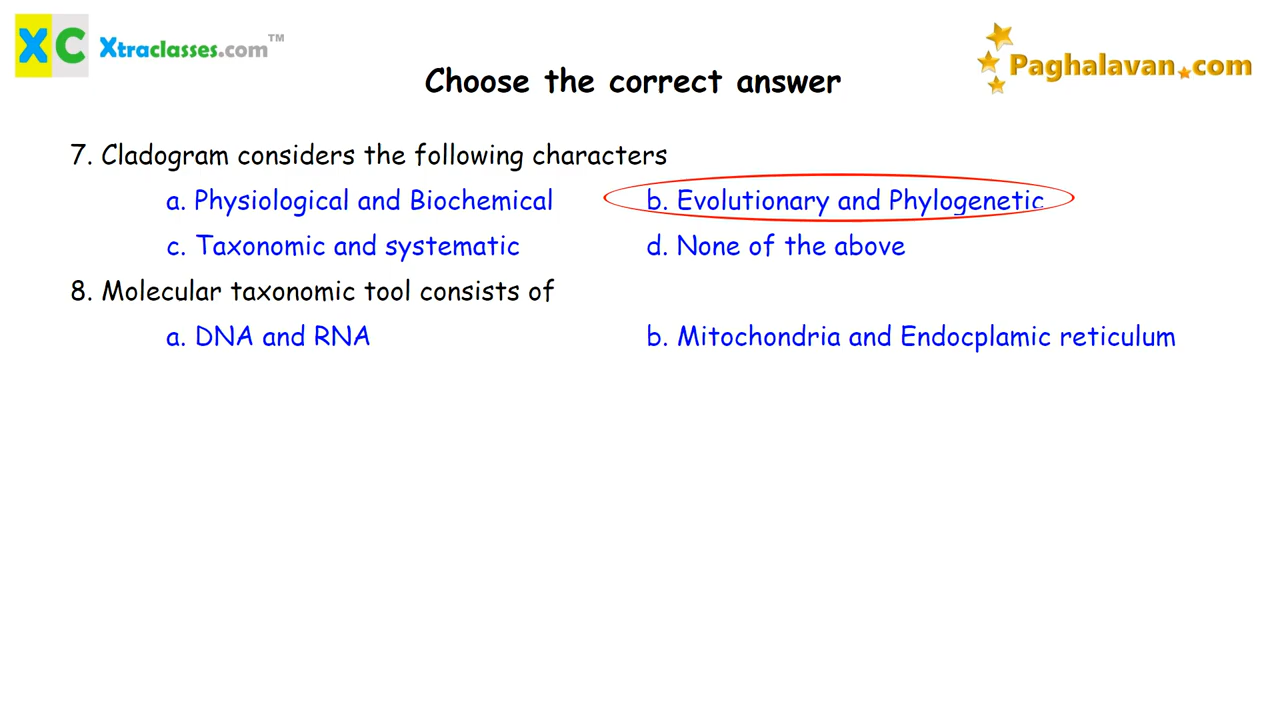 XC Xtraclasses.com™
Paghalavan.com
Choose the correct answer
7. Cladogram considers the following characters
a. Physiological and Biochemical b. Evolutionary and Phylogenetic
c. Taxonomic and systematic d. None of the above
8. Molecular taxonomic tool consists of
a. DNA and RNA b. Mitochondria and Endocplamic reticulum